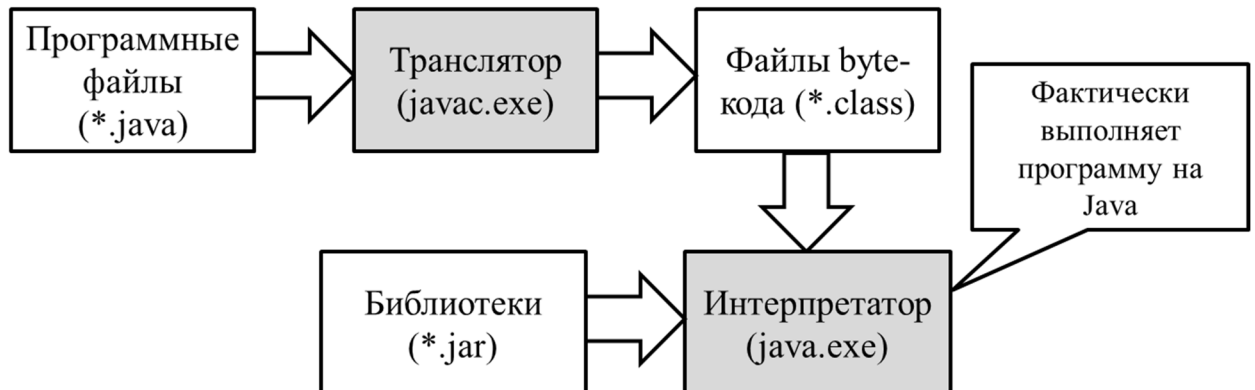 Программные
файлы
(*.java)
Транслятор
(javac.exe)
Файлы byte-
кода (*.class)
Фактически
выполняет
программу на
Java
Библиотеки
(*.jar)
Интерпретатор
(java.exe)